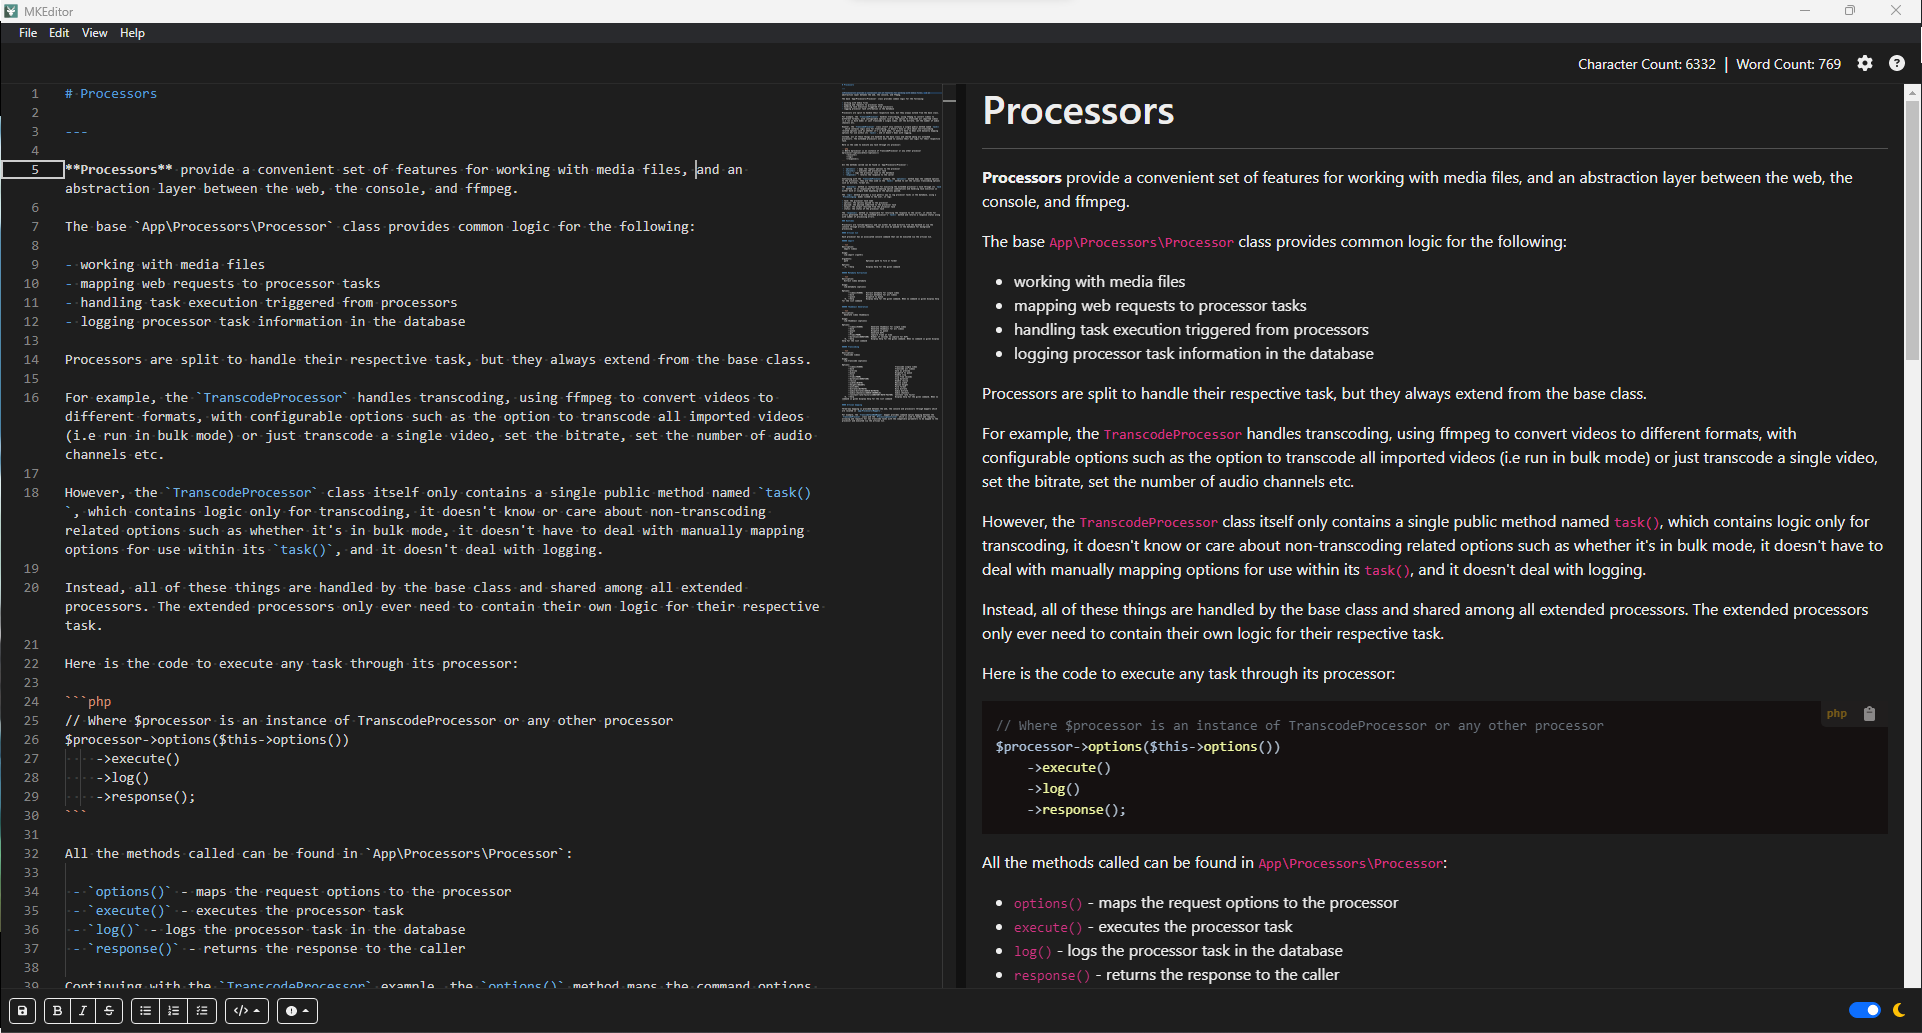 MKEditor
File Edit View Help
Character Count: 6332 | Word Count: 769
1 # Processors
2
3 ---
4
5 **Processors** provide a convenient set of features for working with media files, and an
abstraction layer between the web, the console, and ffmpeg.
6
7 The base `App\Processors\Processor` class provides common logic for the following:
8
9 - working with media files
10 - mapping web requests to processor tasks
11 - handling task execution triggered from processors
12 - logging processor task information in the database
13
14 Processors are split to handle their respective task, but they always extend from the base class.
15
16 For example, the `TranscodeProcessor` handles transcoding, using ffmpeg to convert videos to
different formats, with configurable options such as the option to transcode all imported videos
(i.e run in bulk mode) or just transcode a single video, set the bitrate, set the number of audio
channels etc.
17
18 However, the `TranscodeProcessor` class itself only contains a single public method named `task()
`, which contains logic only for transcoding, it doesn't know or care about non-transcoding
related options such as whether it's in bulk mode, it doesn't have to deal with manually mapping
options for use within its `task()`, and it doesn't deal with logging.
19
20 Instead, all of these things are handled by the base class and shared among all extended
processors. The extended processors only ever need to contain their own logic for their respective
task.
21
22 Here is the code to execute any task through its processor:
23
24 ```php
25 // Where $processor is an instance of TranscodeProcessor or any other processor
26 $processor->options($this->options())
27     ->execute()
28     ->log()
29     ->response();
30 ```
31
32 All the methods called can be found in `App\Processors\Processor`:
33
34 - `options()` - maps the request options to the processor
35 - `execute()` - executes the processor task
36 - `log()` - logs the processor task in the database
37 - `response()` - returns the response to the caller
38
39 Continuing with the `TranscodeProcessor` example, the `options()` method maps the command options
Processors
Processors provide a convenient set of features for working with media files, and an abstraction layer between the web, the
console, and ffmpeg.
The base App\Processors\Processor class provides common logic for the following:
• working with media files
• mapping web requests to processor tasks
• handling task execution triggered from processors
• logging processor task information in the database
Processors are split to handle their respective task, but they always extend from the base class.
For example, the TranscodeProcessor handles transcoding, using ffmpeg to convert videos to different formats, with
configurable options such as the option to transcode all imported videos (i.e run in bulk mode) or just transcode a single video,
set the bitrate, set the number of audio channels etc.
However, the TranscodeProcessor class itself only contains a single public method named task(), which contains logic only for
transcoding, it doesn't know or care about non-transcoding related options such as whether it's in bulk mode, it doesn't have to
deal with manually mapping options for use within its task(), and it doesn't deal with logging.
Instead, all of these things are handled by the base class and shared among all extended processors. The extended processors
only ever need to contain their own logic for their respective task.
Here is the code to execute any task through its processor:
php
// Where $processor is an instance of TranscodeProcessor or any other processor
$processor->options($this->options())
    ->execute()
    ->log()
    ->response();
All the methods called can be found in App\Processors\Processor:
• options() - maps the request options to the processor
• execute() - executes the processor task
• log() - logs the processor task in the database
• response() - returns the response to the caller
B I S </>